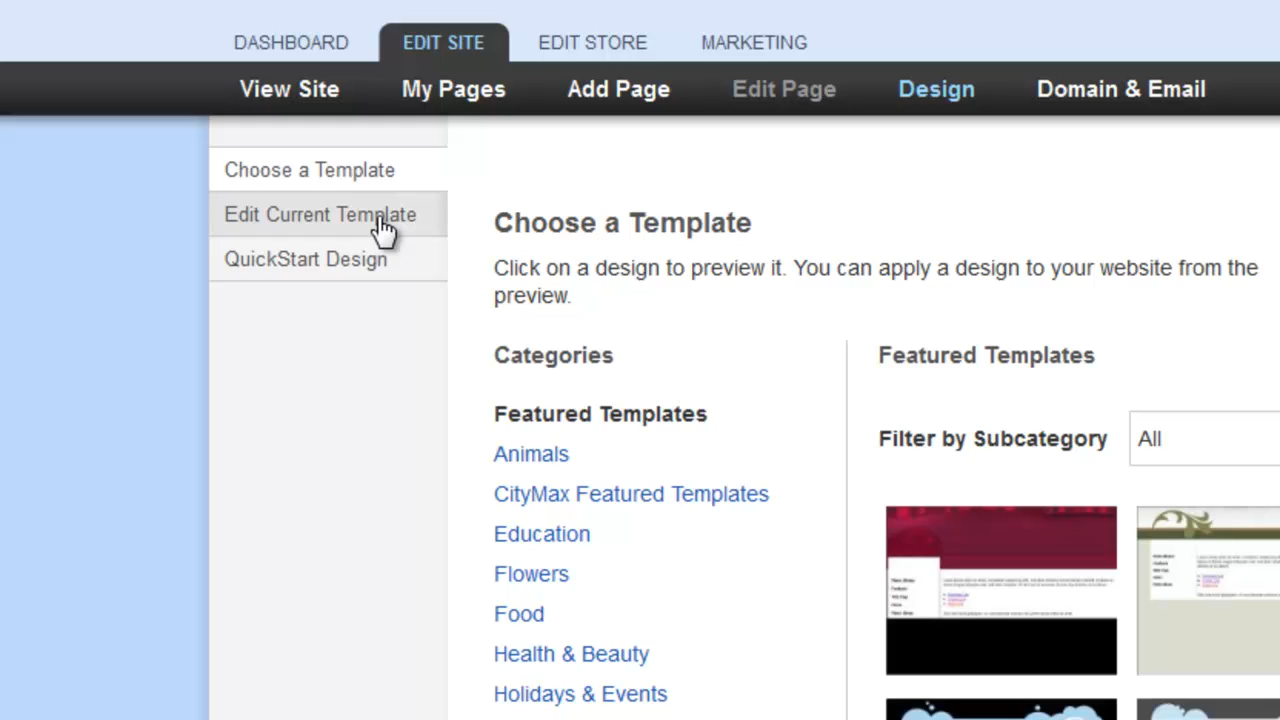 DASHBOARD EDIT SITE EDIT STORE MARKETING
View Site My Pages Add Page Edit Page Design Domain & Email
Choose a Template
Edit Current Template
QuickStart Design
Choose a Template
Click on a design to preview it. You can apply a design to your website from the
preview.
Categories
Featured Templates
Animals
CityMax Featured Templates
Education
Flowers
Food
Health & Beauty
Holidays & Events
Featured Templates
Filter by Subcategory All